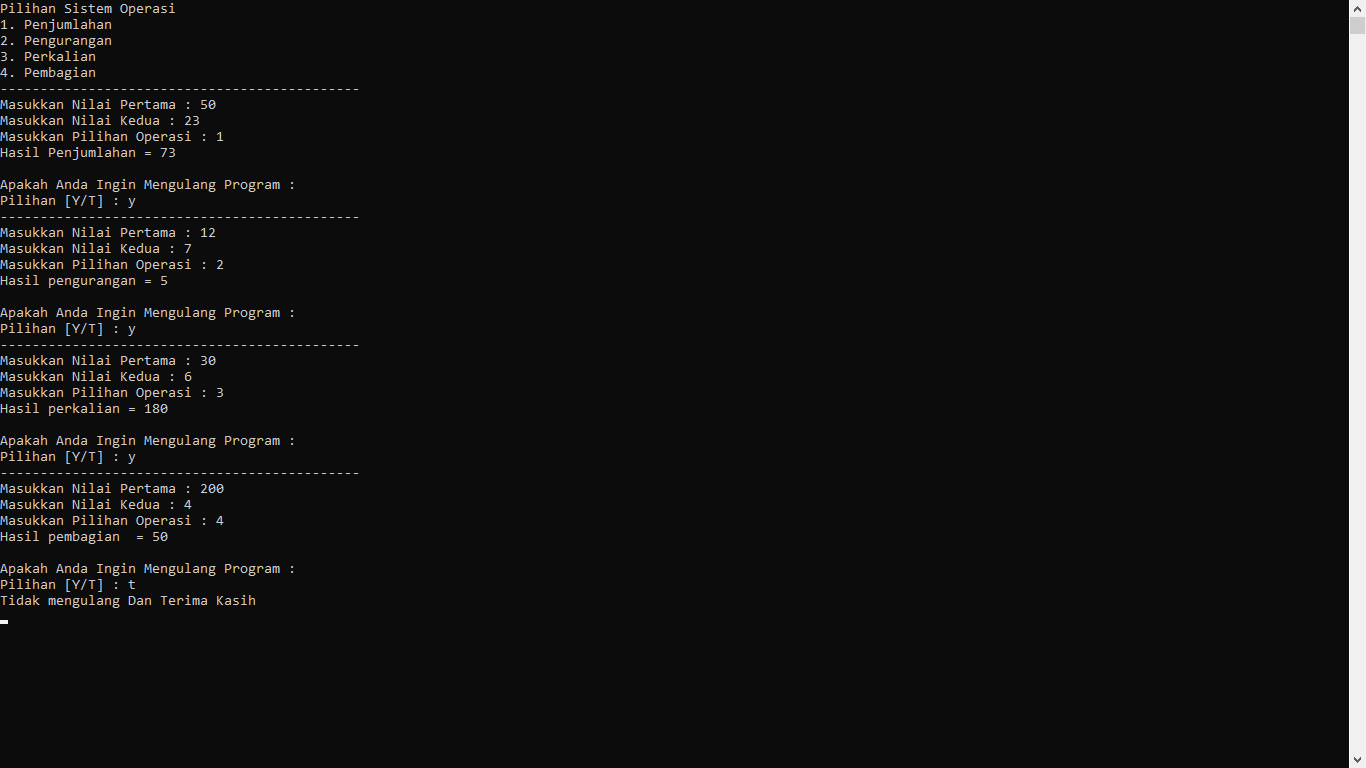 Pilihan Sistem Operasi
1. Penjumlahan
2. Pengurangan
3. Perkalian
4. Pembagian
---------------------------------------------
Masukkan Nilai Pertama : 50
Masukkan Nilai Kedua : 23
Masukkan Pilihan Operasi : 1
Hasil Penjumlahan = 73
Apakah Anda Ingin Mengulang Program :
Pilihan [Y/T] : y
---------------------------------------------
Masukkan Nilai Pertama : 12
Masukkan Nilai Kedua : 7
Masukkan Pilihan Operasi : 2
Hasil pengurangan = 5
Apakah Anda Ingin Mengulang Program :
Pilihan [Y/T] : y
---------------------------------------------
Masukkan Nilai Pertama : 30
Masukkan Nilai Kedua : 6
Masukkan Pilihan Operasi : 3
Hasil perkalian = 180
Apakah Anda Ingin Mengulang Program :
Pilihan [Y/T] : y
---------------------------------------------
Masukkan Nilai Pertama : 200
Masukkan Nilai Kedua : 4
Masukkan Pilihan Operasi : 4
Hasil pembagian  = 50
Apakah Anda Ingin Mengulang Program :
Pilihan [Y/T] : t
Tidak mengulang Dan Terima Kasih